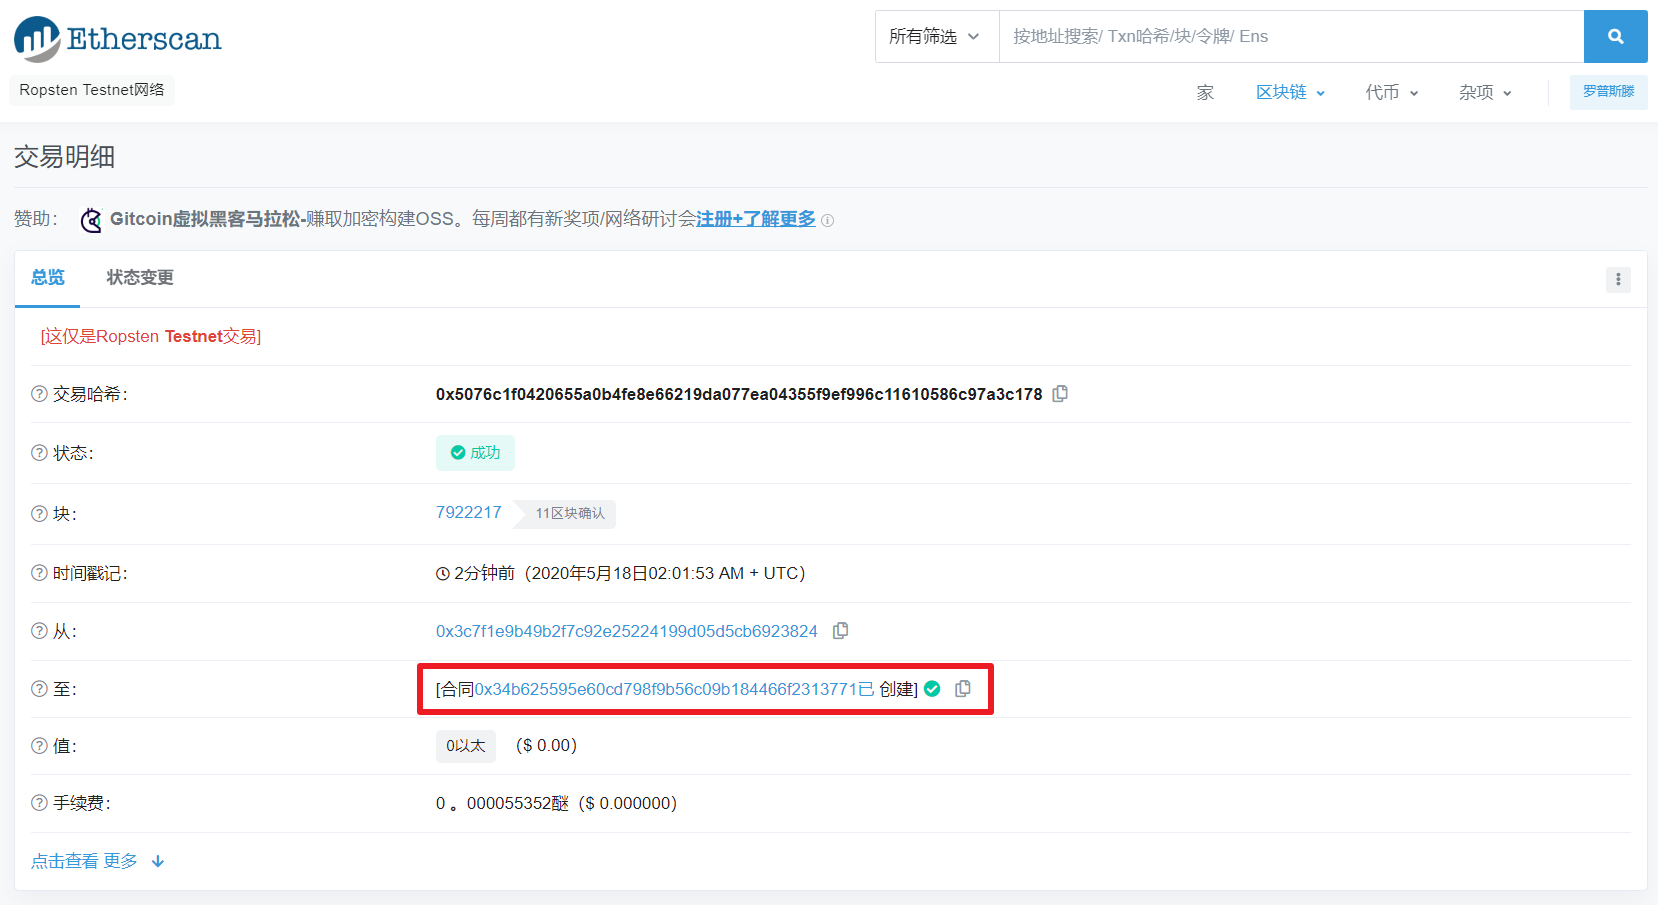 Etherscan
所有筛选
按地址搜索/ Txn哈希/块/令牌/ Ens
Ropsten Testnet网络
家 区块链 代币 杂项 罗普斯滕
交易明细
赞助： Gitcoin虚拟黑客马拉松-赚取加密构建OSS。每周都有新奖项/网络研讨会注册+了解更多
总览 状态变更
[这仅是Ropsten Testnet交易]
交易哈希： 0x5076c1f0420655a0b4fe8e66219da077ea04355f9ef996c11610586c97a3c178
状态： 成功
块： 7922217 11区块确认
时间戳记： 2分钟前（2020年5月18日02:01:53 AM + UTC）
从： 0x3c7f1e9b49b2f7c92e25224199d05d5cb6923824
至： [合同0x34b625595e60cd798f9b56c09b184466f2313771已 创建]
值： 0以太 （$ 0.00）
手续费： 0 。000055352醚（$ 0.000000）
点击查看 更多